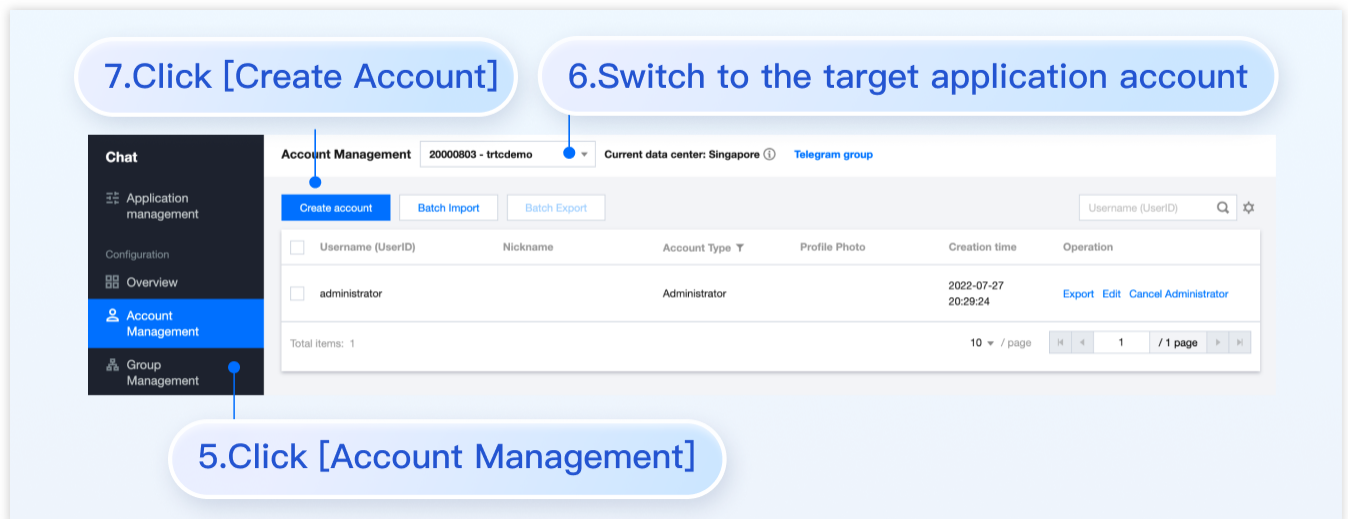 7.Click [Create Account]
6.Switch to the target application account
Chat
Account Management
20000803 - trtcdemo
Current data center: Singapore
Telegram group
Application
management
Create account
Batch Import
Batch Export
Username (UserID)
Configuration
Overview
Account
Management
Group
Management
Username (UserID)
Nickname
Account Type
Profile Photo
Creation time
Operation
administrator
Administrator
2022-07-27
20:29:24
Export Edit Cancel Administrator
Total items: 1
10 / page
1
/ 1 page
5.Click [Account Management]